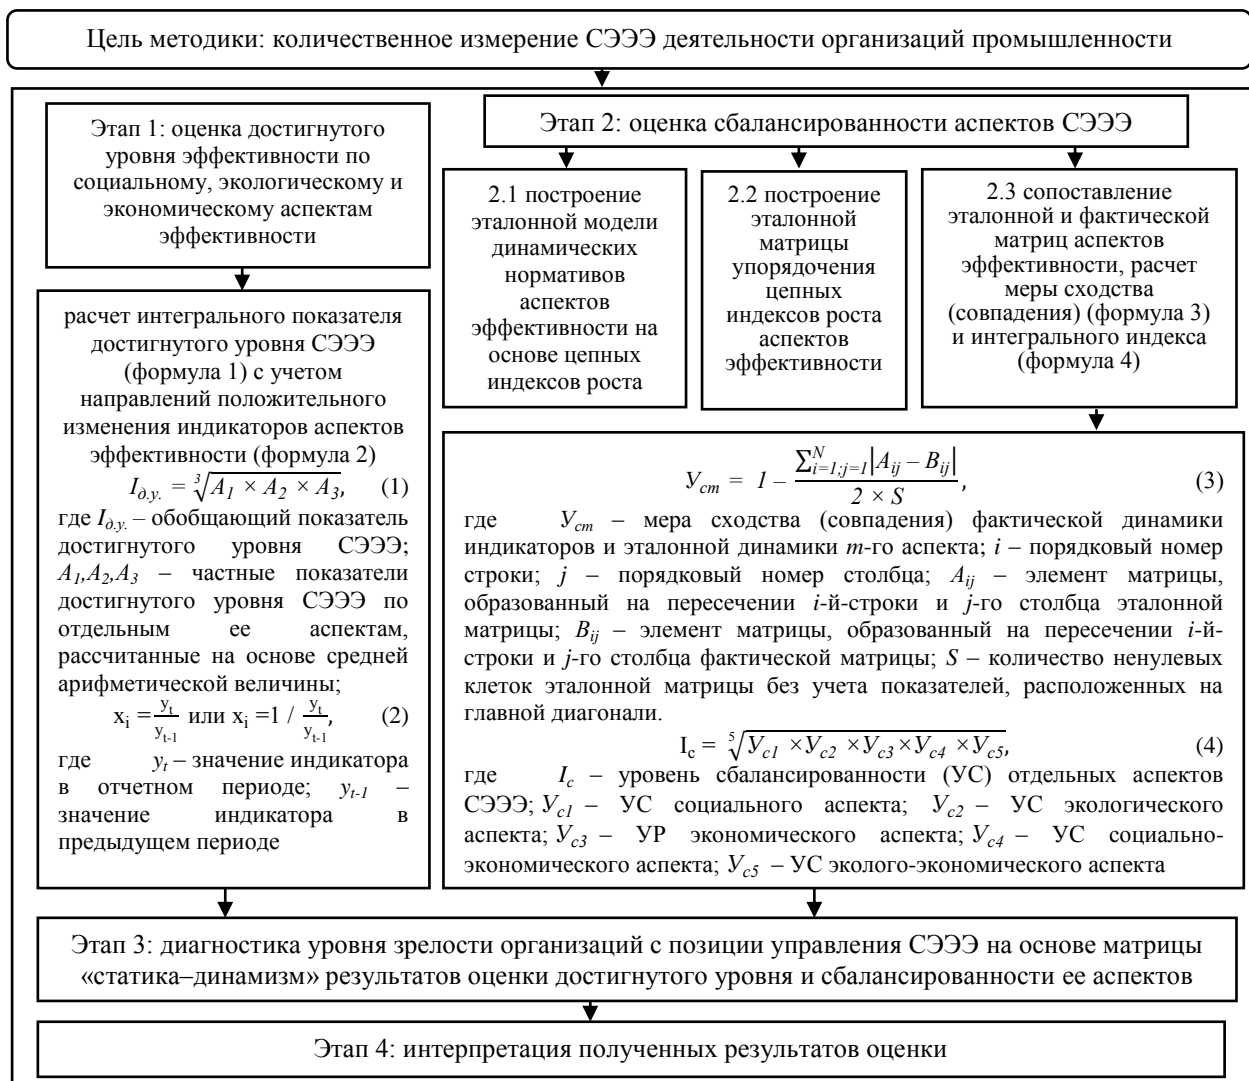 Цель методики: количественное измерение СЭЭЭ деятельности организаций промышленности
Этап 1: оценка достигнутого
уровня эффективности по
социальному, экологическому и
экономическому аспектам
эффективности
расчет интегрального показателя
достигнутого уровня СЭЭЭ
(формула 1) с учетом
направлений положительного
изменения индикаторов аспектов
эффективности (формула 2)
I_{д.у.} = ∛(A_1 × A_2 × A_3), (1)
где I_{д.у.} – обобщающий показатель
достигнутого уровня СЭЭЭ;
A_1,A_2,A_3 – частные показатели
достигнутого уровня СЭЭЭ по
отдельным ее аспектам,
рассчитанные на основе средней
арифметической величины;
x_i = y_t/y_{t-1} или x_i =1 / y_t/y_{t-1}, (2)
где y_t – значение индикатора
в отчетном периоде; y_{t-1} –
значение индикатора в
предыдущем периоде
Этап 2: оценка сбалансированности аспектов СЭЭЭ
2.1 построение
эталонной модели
динамических
нормативов
аспектов
эффективности на
основе цепных
индексов роста
2.2 построение
эталонной
матрицы
упорядочения
цепных
индексов роста
аспектов
эффективности
2.3 сопоставление
эталонной и фактической
матриц аспектов
эффективности, расчет
меры сходства
(совпадения) (формула 3)
и интегрального индекса
(формула 4)
У_{cm} = 1 – ∑_{i=1;j=1}^{N}|A_{ij} – B_{ij}| / 2 × S, (3)
где У_{cm} – мера сходства (совпадения) фактической динамики
индикаторов и эталонной динамики m-го аспекта; i – порядковый номер
строки; j – порядковый номер столбца; A_{ij} – элемент матрицы,
образованный на пересечении i-й-строки и j-го столбца эталонной
матрицы; B_{ij} – элемент матрицы, образованный на пересечении i-й-
строки и j-го столбца фактической матрицы; S – количество ненулевых
клеток эталонной матрицы без учета показателей, расположенных на
главной диагонали.
I_c = ⁵√(У_{c1} ×У_{c2} ×У_{c3}×У_{c4} ×У_{c5}), (4)
где I_c – уровень сбалансированности (УС) отдельных аспектов
СЭЭЭ; У_{c1} – УС социального аспекта; У_{c2} – УС экологического
аспекта; У_{c3} – УР экономического аспекта; У_{c4} – УС социально-
экономического аспекта; У_{c5} – УС эколого-экономического аспекта
Этап 3: диагностика уровня зрелости организаций с позиции управления СЭЭЭ на основе матрицы
«статика–динамизм» результатов оценки достигнутого уровня и сбалансированности ее аспектов
Этап 4: интерпретация полученных результатов оценки